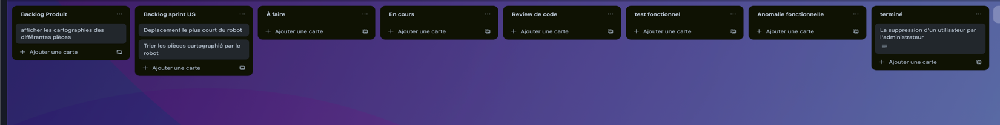 Backlog Produit
afficher les cartographies des
différentes pièces
Ajouter une carte
Backlog sprint US
Deplacement le plus court du robot
Trier les pièces cartographié par le
robot
Ajouter une carte
À faire
Ajouter une carte
En cours
Ajouter une carte
Review de code
Ajouter une carte
test fonctionnel
Ajouter une carte
Anomalie fonctionnelle
Ajouter une carte
terminé
La suppression d'un utilisateur par
l'administrateur
Ajouter une carte